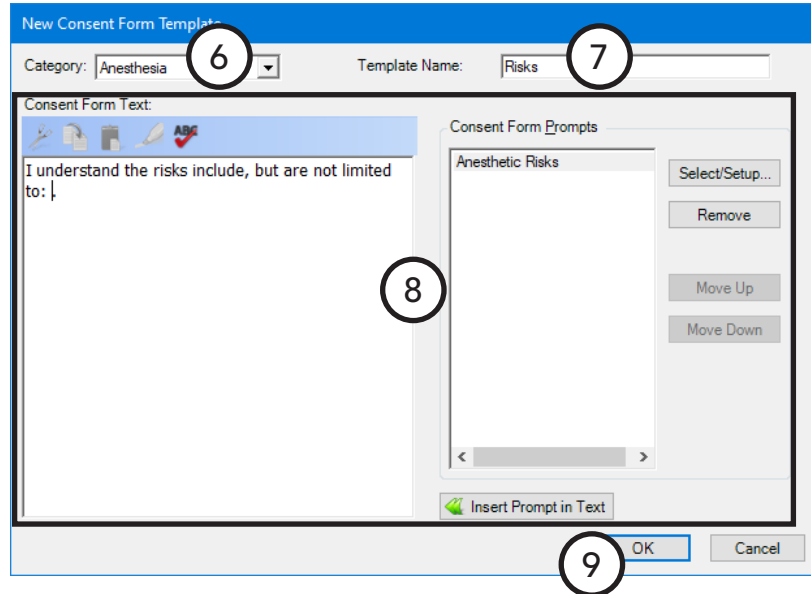 New Consent Form Template
Category: Anesthesia 6 Template Name: Risks 7
Consent Form Text:
ABC
I understand the risks include, but are not limited
to: .
Consent Form Prompts
Anesthetic Risks
Select/Setup...
Remove
8
Move Up
Move Down
Insert Prompt in Text
9
OK Cancel